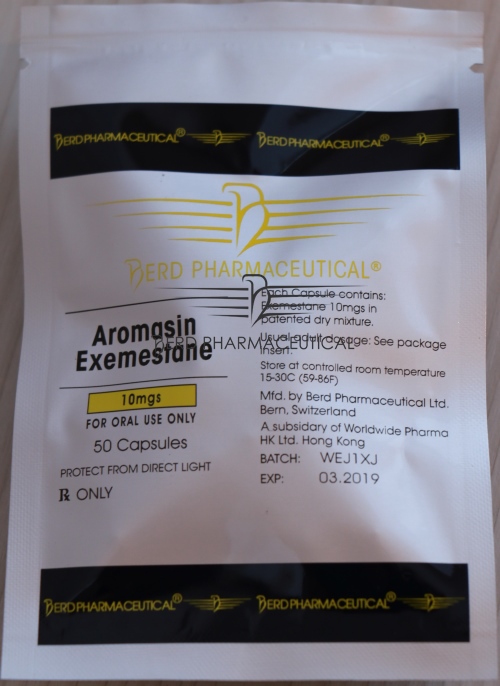 BERD PHARMACEUTICAL® BERD PHARMACEUTICAL®
BERD PHARMACEUTICAL®
BERD PHARMACEUTICAL
Aromasin
Exemestane
10mgs
FOR ORAL USE ONLY
50 Capsules
PROTECT FROM DIRECT LIGHT
℞ ONLY
Each Capsule contains:
Exemestane 10mgs in
patented dry mixture.
Usual adult dosage: See package
insert.
Store at controlled room temperature
15-30C (59-86F)
Mfd. by Berd Pharmaceutical Ltd.
Bern, Switzerland
A subsidary of Worldwide Pharma
HK Ltd. Hong Kong
BATCH: WEJ1XJ
EXP: 03.2019
BERD PHARMACEUTICAL® BERD PHARMACEUTICAL®